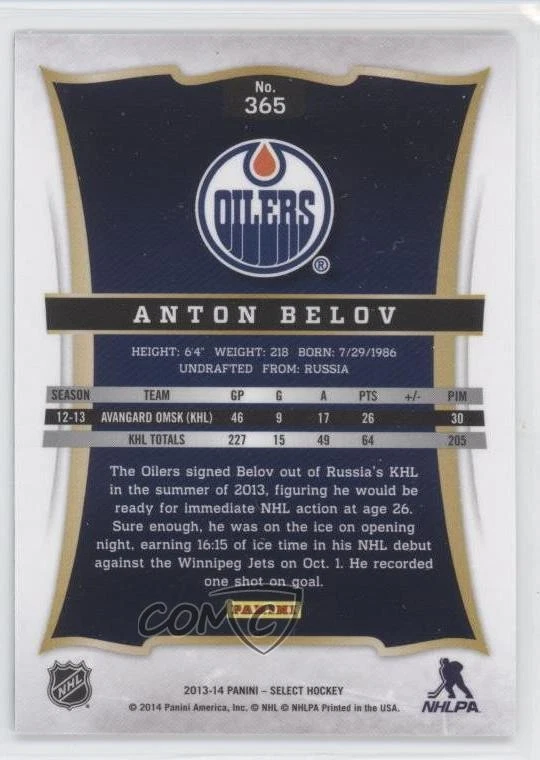 No.
365
OILERS
®
ANTON BELOV
HEIGHT: 6'4" WEIGHT: 218 BORN: 7/29/1986
UNDRAFTED FROM: RUSSIA
SEASON TEAM GP G A PTS +/- PIM
12-13 AVANGARD OMSK (KHL) 46 9 17 26 30
KHL TOTALS 227 15 49 64 205
The Oilers signed Belov out of Russia's KHL
in the summer of 2013, figuring he would be
ready for immediate NHL action at age 26.
Sure enough, he was on the ice on opening
night, earning 16:15 of ice time in his NHL debut
against the Winnipeg Jets on Oct. 1. He recorded
one shot on goal.
PANINI
COMC
NHL
2013-14 PANINI – SELECT HOCKEY
© 2014 Panini America, Inc. © NHL © NHLPA Printed in the USA.
NHLPA